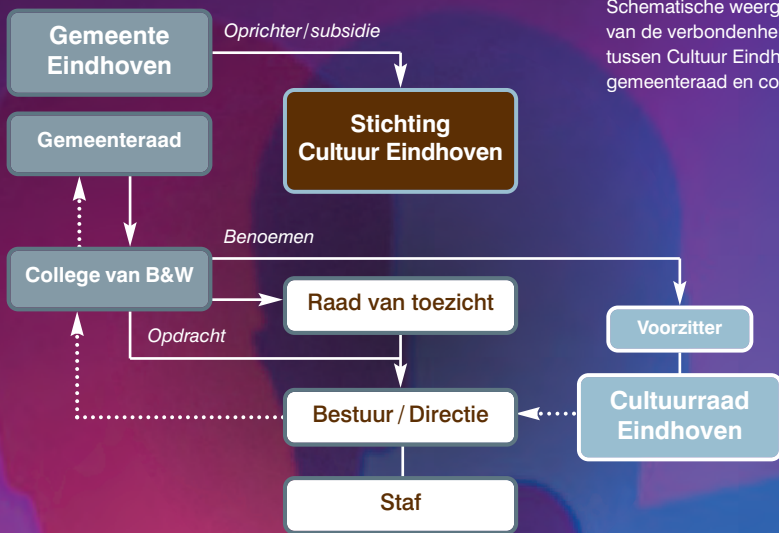 Gemeente
Eindhoven
Oprichter/subsidie
Schematische weerg
van de verbondenhe
tussen Cultuur Eindh
gemeenteraad en co
Stichting
Cultuur Eindhoven
Gemeenteraad
Benoemen
College van B&W
Raad van toezicht
Voorzitter
Opdracht
Bestuur / Directie
Cultuurraad
Eindhoven
Staf